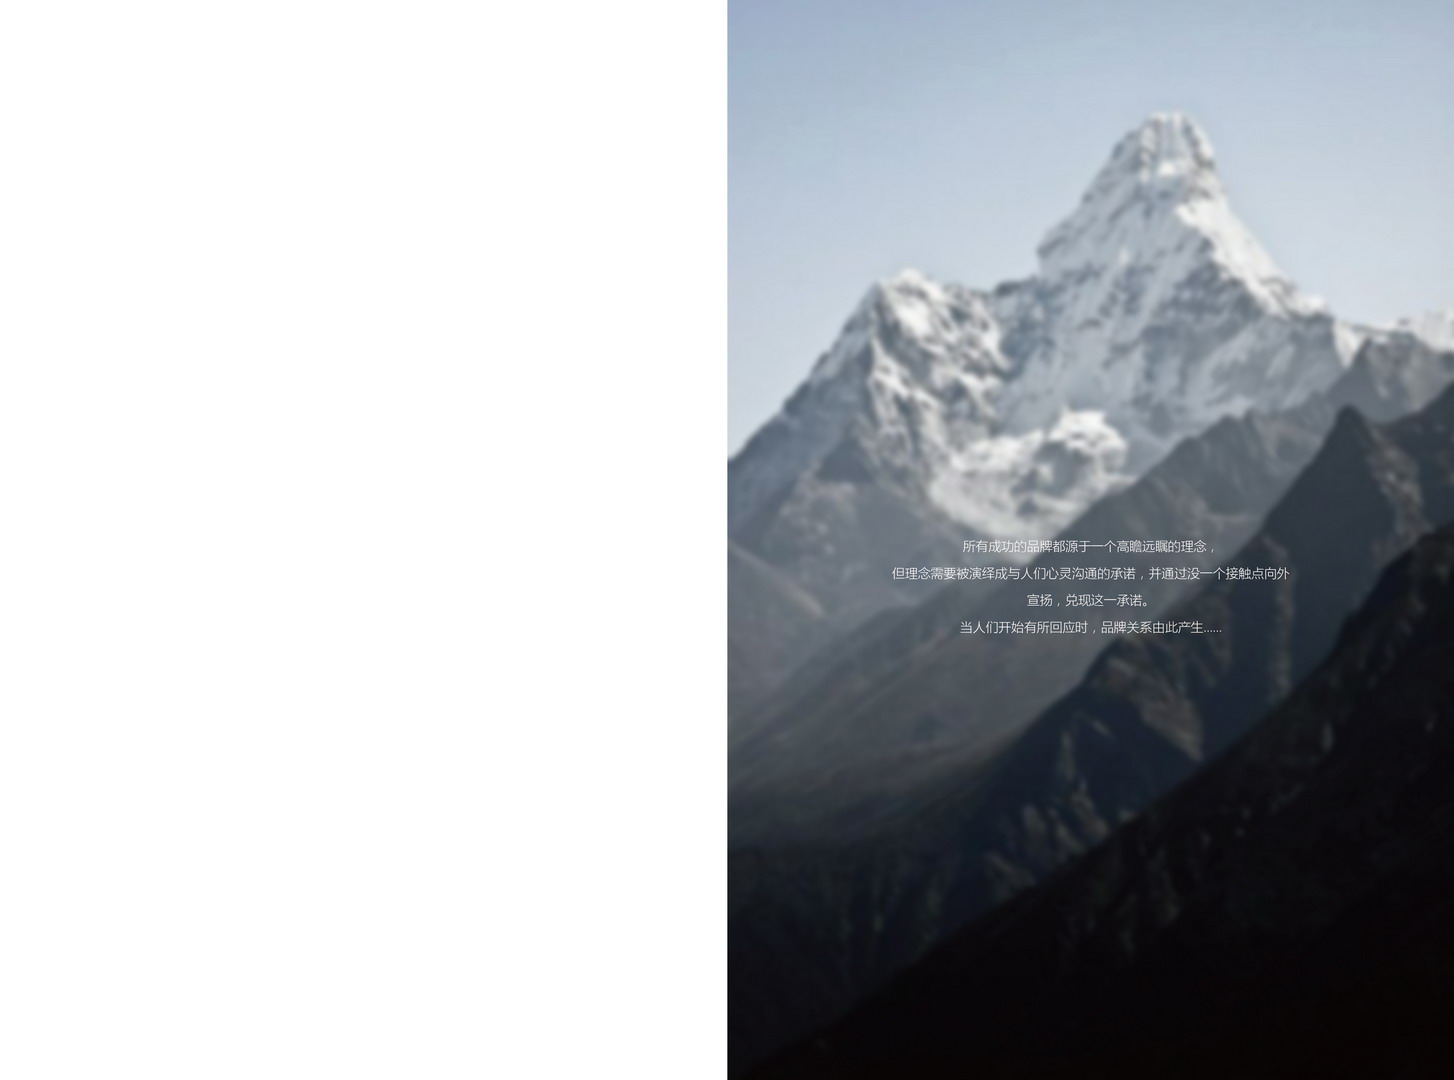 所有成功的品牌都源于一个高瞻远瞩的理念，
但理念需要被演绎成与人们心灵沟通的承诺，并通过没一个接触点向外
宣扬，兑现这一承诺。
当人们开始有所回应时，品牌关系由此产生......